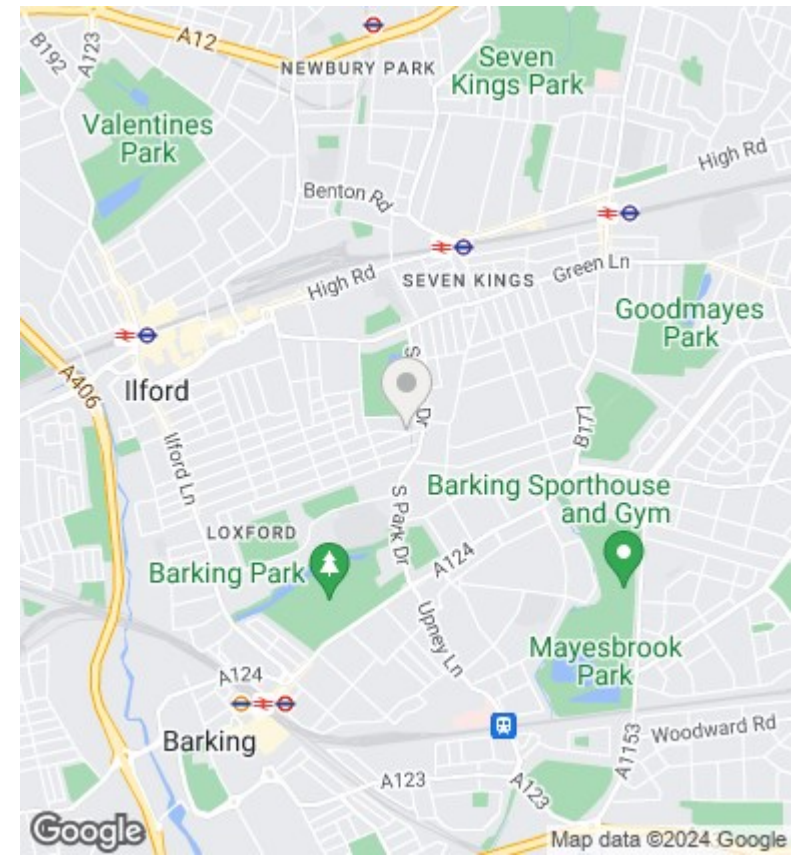 B192
A123
A12
NEWBURY PARK
Seven
Kings Park
Valentines
Park
High Rd
Benton Rd
Green Ln
High Rd
SEVEN KINGS
Goodmayes
Park
A406
Ilford
S
Dr
B177
Ilford Ln
Barking Sporthouse
and Gym
S Park Dr
LOXFORD
A124
Barking Park
Upney Ln
Mayesbrook
Park
A124
Woodward Rd
Barking
A1153
A123
A123
Google
Map data ©2024 Google